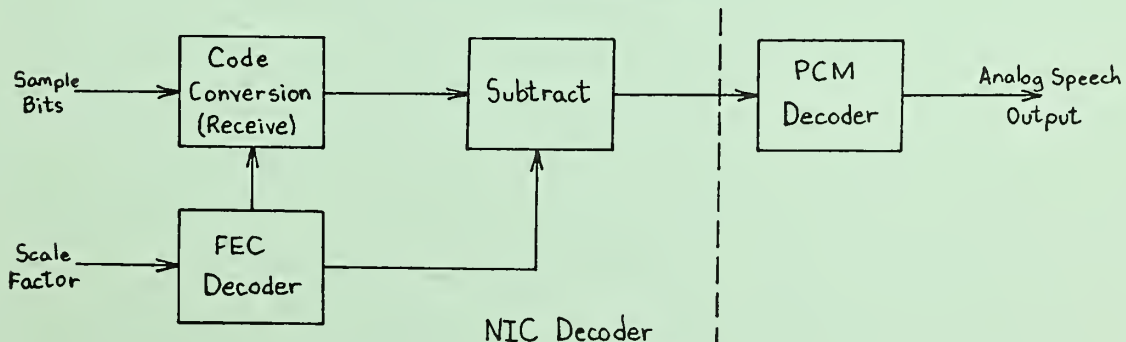 Sample
Bits
Code
Conversion
(Receive)
Subtract
PCM
Decoder
Analog Speech
Output
Scale
Factor
FEC
Decoder
NIC Decoder